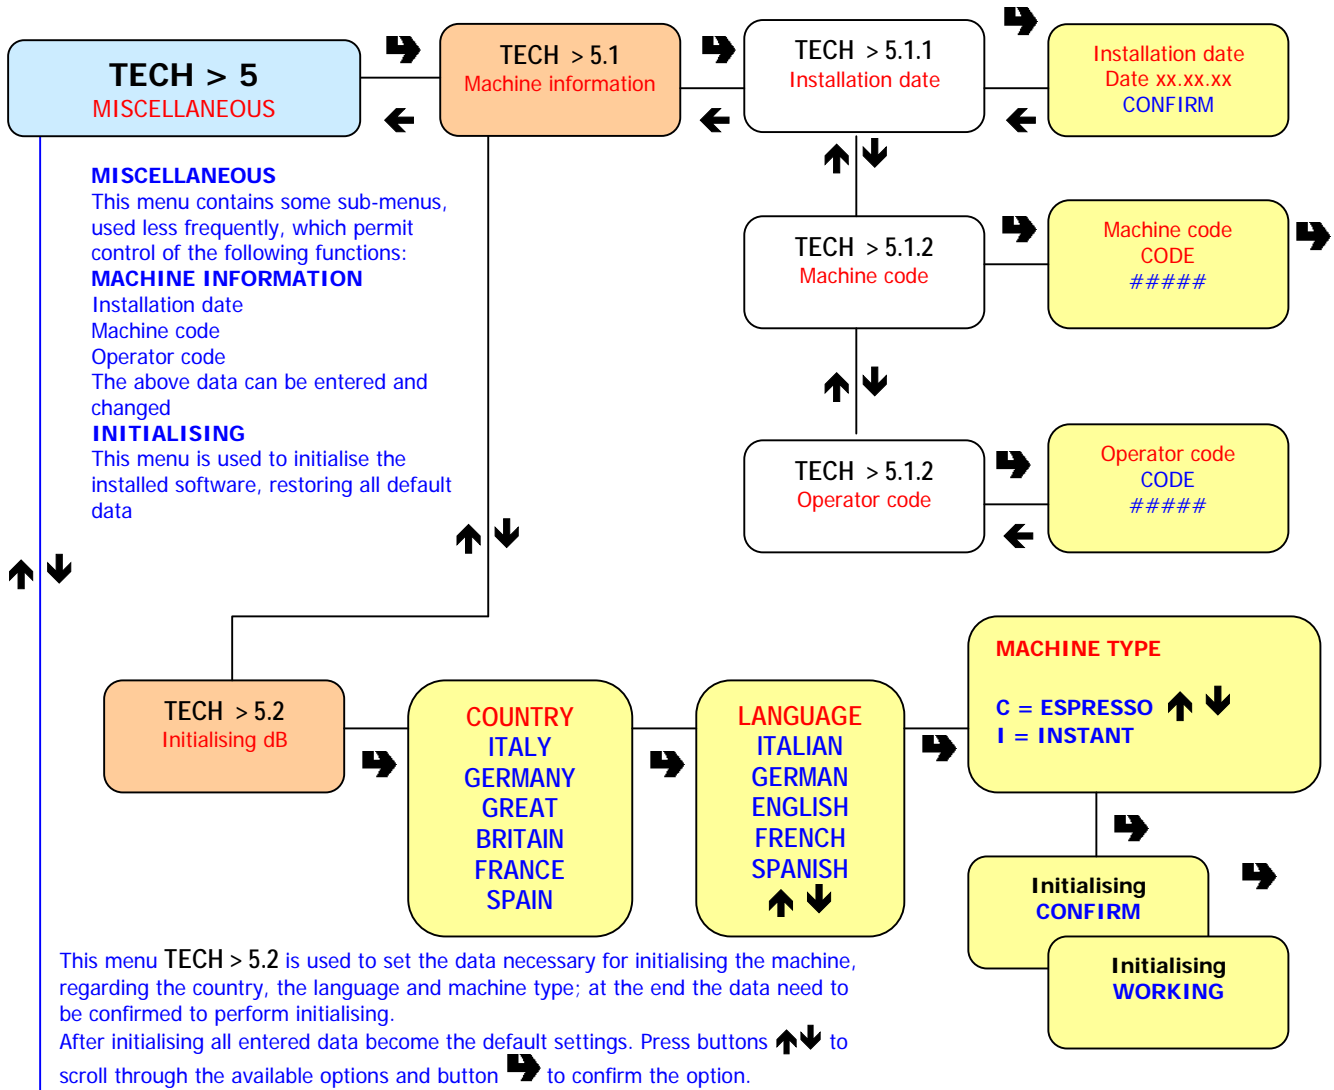 TECH > 5
MISCELLANEOUS
TECH > 5.1
Machine information
TECH > 5.1.1
Installation date
Installation date
Date xx.xx.xx
CONFIRM
MISCELLANEOUS
This menu contains some sub-menus,
used less frequently, which permit
control of the following functions:
MACHINE INFORMATION
Installation date
Machine code
Operator code
The above data can be entered and
changed
INITIALISING
This menu is used to initialise the
installed software, restoring all default
data
TECH > 5.1.2
Machine code
Machine code
CODE
#####
TECH > 5.1.2
Operator code
Operator code
CODE
#####
TECH > 5.2
Initialising dB
COUNTRY
ITALY
GERMANY
GREAT
BRITAIN
FRANCE
SPAIN
LANGUAGE
ITALIAN
GERMAN
ENGLISH
FRENCH
SPANISH
MACHINE TYPE
C = ESPRESSO
I = INSTANT
Initialising
CONFIRM
Initialising
WORKING
This menu TECH > 5.2 is used to set the data necessary for initialising the machine,
regarding the country, the language and machine type; at the end the data need to
be confirmed to perform initialising.
After initialising all entered data become the default settings. Press buttons to
scroll through the available options and button to confirm the option.